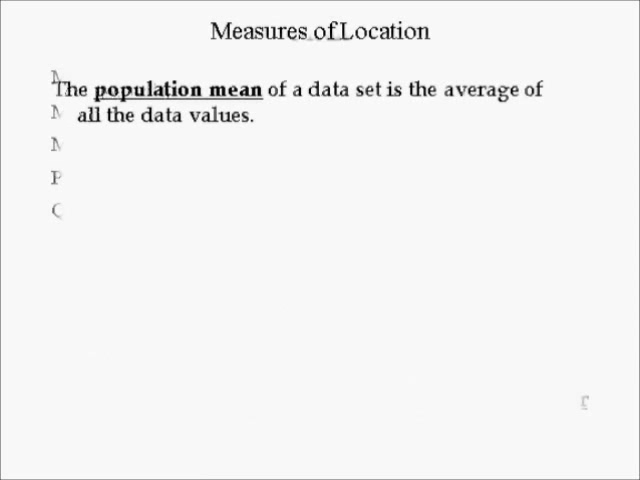 Measures of Location
The population mean of a data set is the average of
all the data values.
M
M
M
P